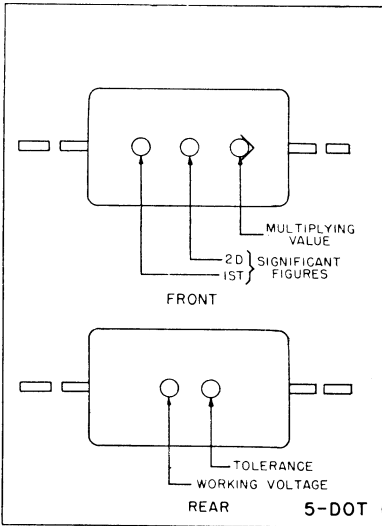 MULTIPLYING
VALUE
2D
1ST
SIGNIFICANT
FIGURES
FRONT
TOLERANCE
WORKING VOLTAGE
REAR
5-DOT